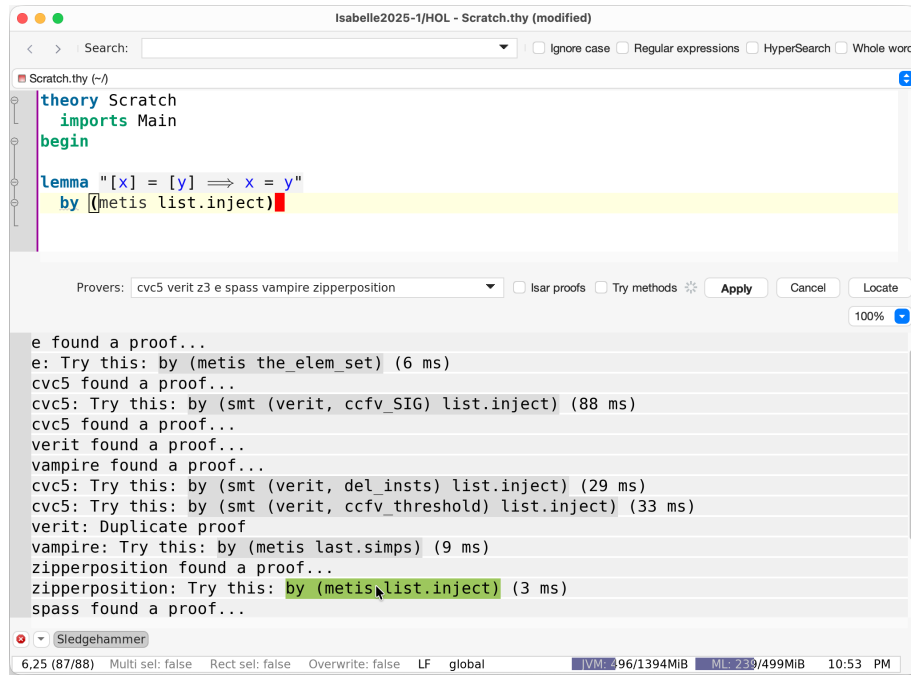 Isabelle2025-1/HOL - Scratch.thy (modified)
Search: Ignore case Regular expressions HyperSearch Whole word
Scratch.thy (~/)
theory Scratch
imports Main
begin
lemma "[x] = [y] ⟹ x = y"
by (metis list.inject)
Provers: cvc5 verit z3 e spass vampire zipperposition Isar proofs Try methods Apply Cancel Locate
100%
e found a proof...
e: Try this: by (metis the_elem_set) (6 ms)
cvc5 found a proof...
cvc5: Try this: by (smt (verit, ccfv_SIG) list.inject) (88 ms)
cvc5 found a proof...
verit found a proof...
vampire found a proof...
cvc5: Try this: by (smt (verit, del_insts) list.inject) (29 ms)
cvc5: Try this: by (smt (verit, ccfv_threshold) list.inject) (33 ms)
verit: Duplicate proof
vampire: Try this: by (metis last.simps) (9 ms)
zipperposition found a proof...
zipperposition: Try this: by (metis list.inject) (3 ms)
spass found a proof...
Sledgehammer
6,25 (87/88) Multi sel: false Rect sel: false Overwrite: false LF global JVM: 496/1394MiB ML: 239/499MiB 10:53 PM